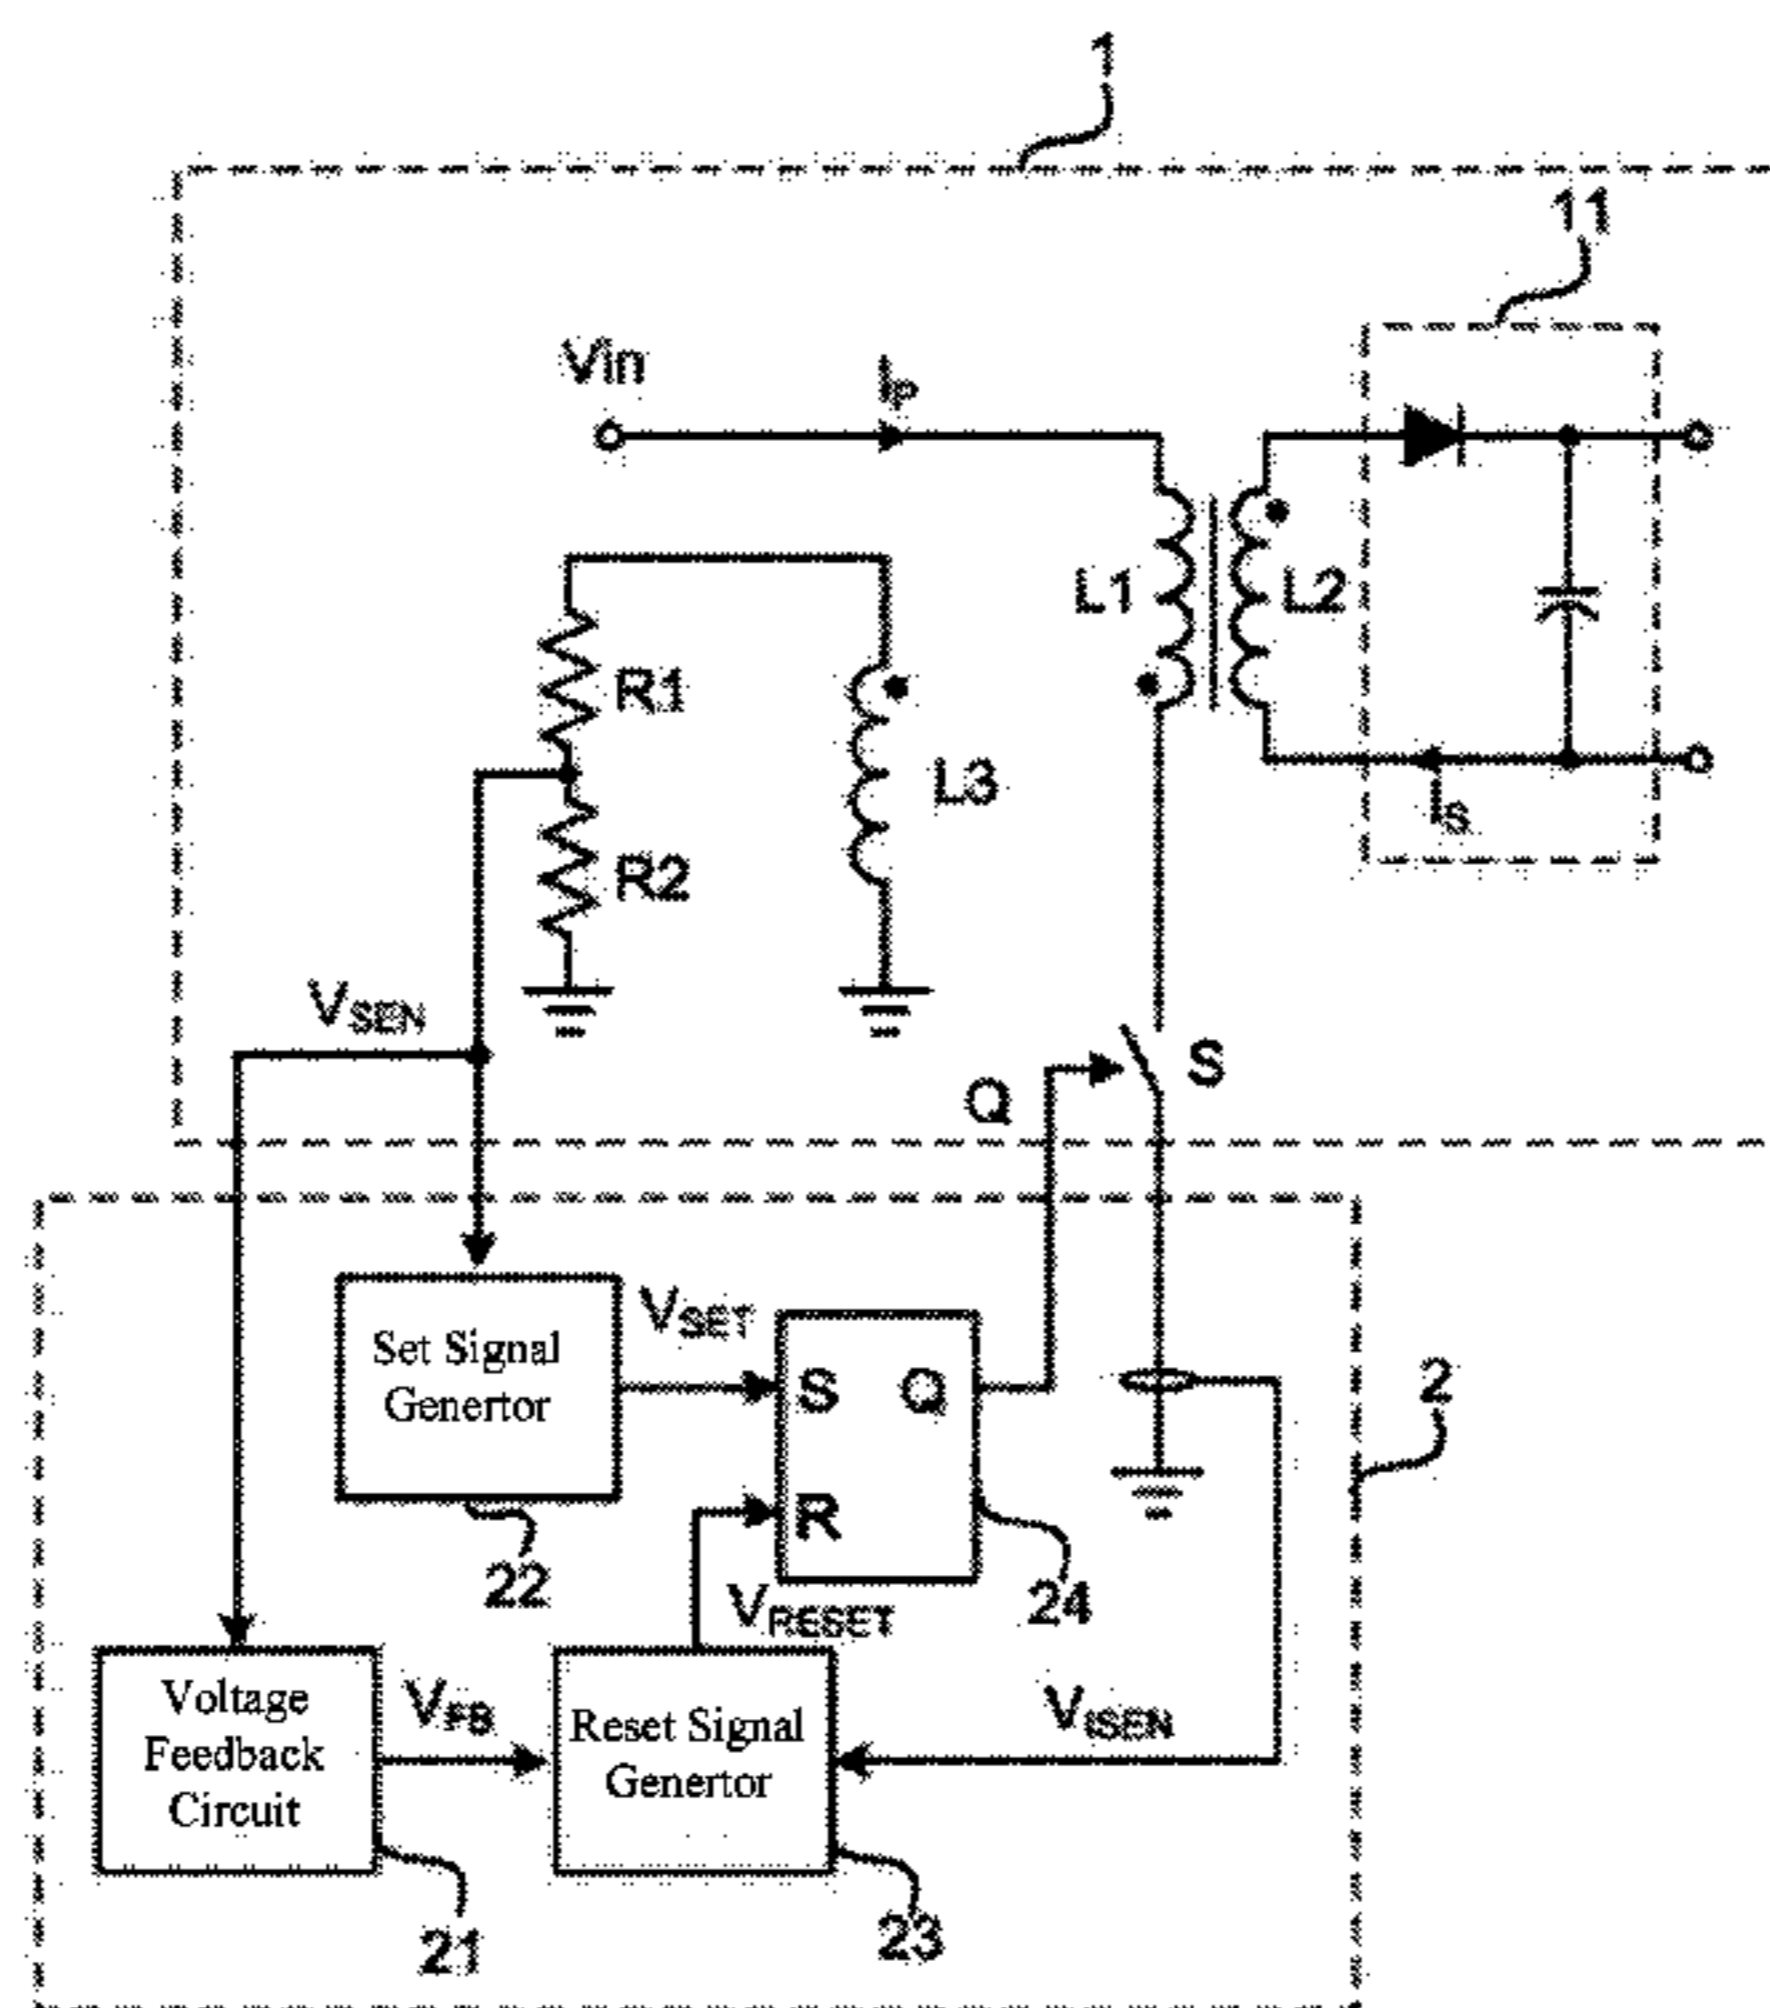 1
11
Vin
IP
L1
L2
R1
L3
IS
R2
VSEN
S
Q
VSET
Set Signal
Genertor
S
Q
2
R
22
24
VRESET
Voltage
Feedback
Circuit
VFB
Reset Signal
Genertor
VISEN
21
23